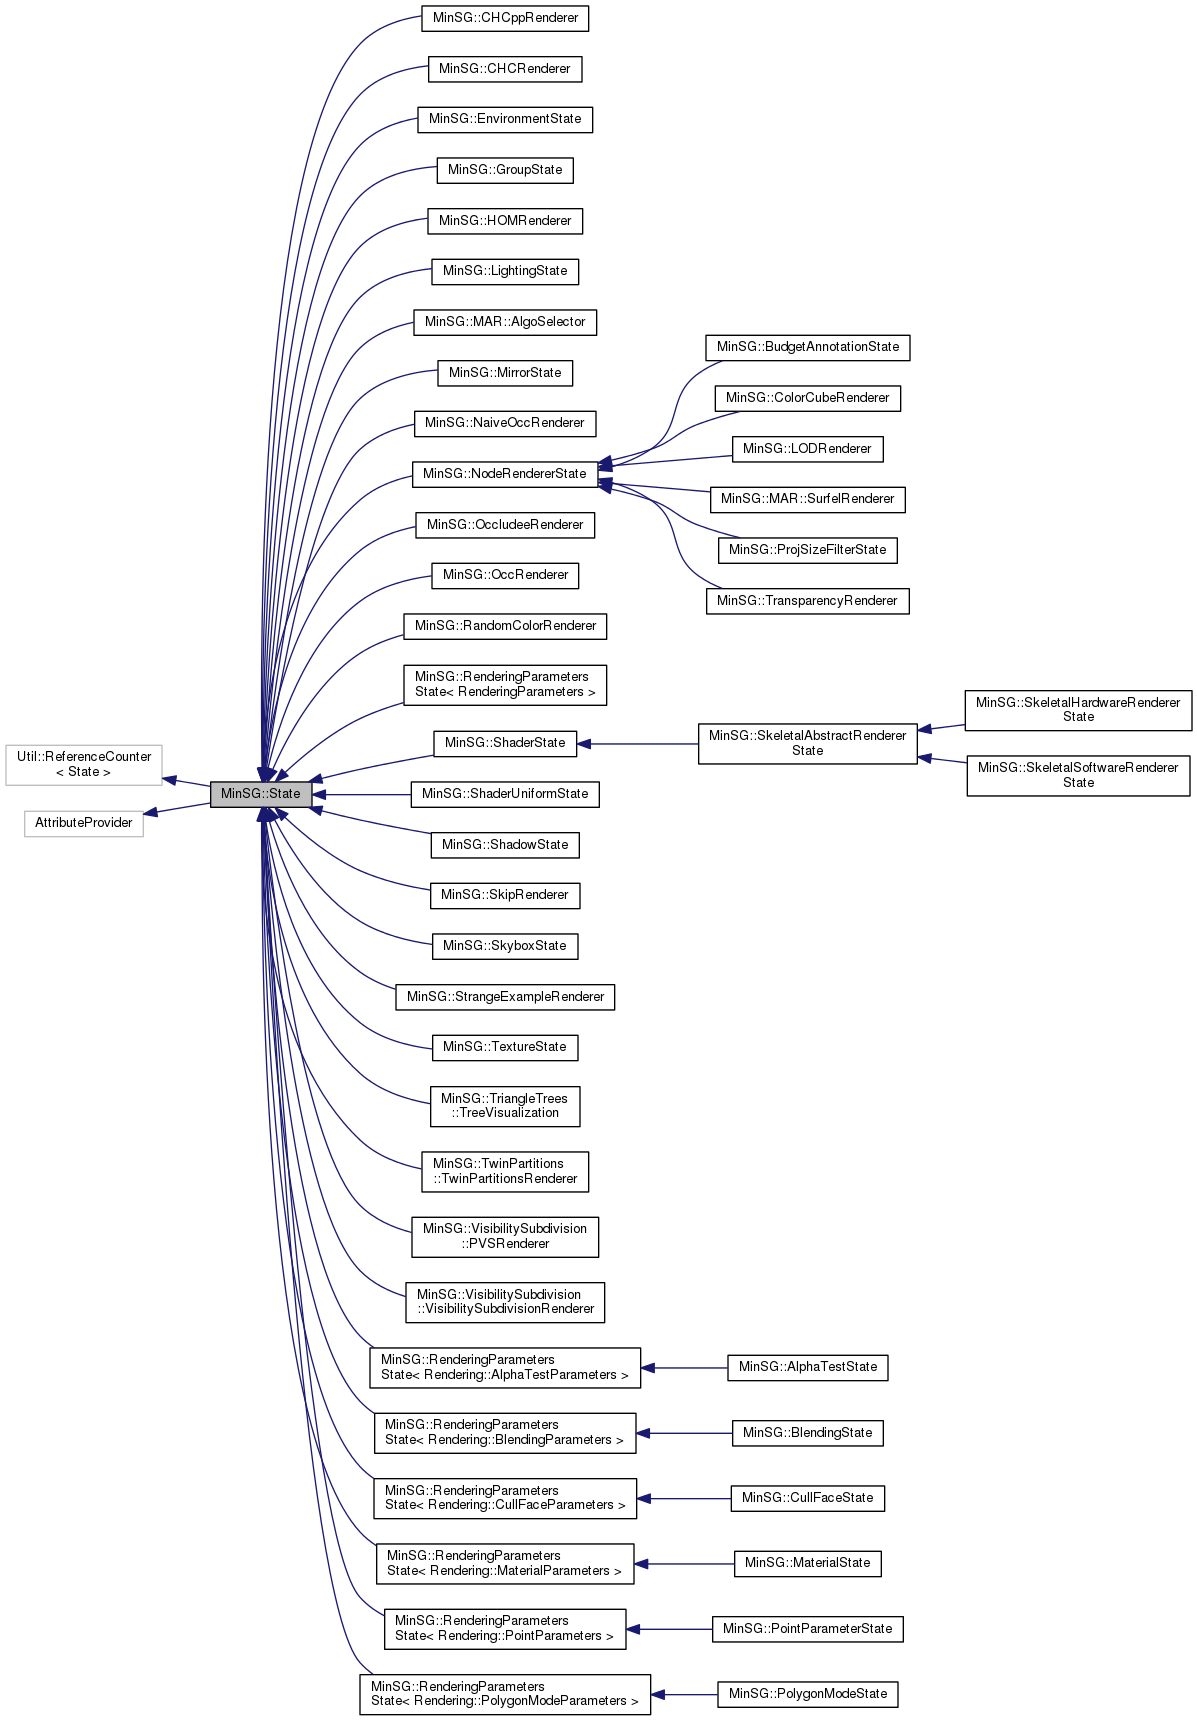 MinSG::CHCppRenderer
MinSG::CHCRenderer
MinSG::EnvironmentState
MinSG::GroupState
MinSG::HOMRenderer
MinSG::LightingState
MinSG::MAR::AlgoSelector
MinSG::MirrorState
MinSG::NaiveOccRenderer
MinSG::NodeRendererState
MinSG::BudgetAnnotationState
MinSG::ColorCubeRenderer
MinSG::LODRenderer
MinSG::MAR::SurfelRenderer
MinSG::ProjSizeFilterState
MinSG::TransparencyRenderer
MinSG::OccludeeRenderer
MinSG::OccRenderer
MinSG::RandomColorRenderer
MinSG::RenderingParameters
State< RenderingParameters >
MinSG::ShaderState
MinSG::SkeletalAbstractRenderer
State
MinSG::SkeletalHardwareRenderer
State
MinSG::SkeletalSoftwareRenderer
State
Util::ReferenceCounter
< State >
AttributeProvider
MinSG::State
MinSG::ShaderUniformState
MinSG::ShadowState
MinSG::SkipRenderer
MinSG::SkyboxState
MinSG::StrangeExampleRenderer
MinSG::TextureState
MinSG::TriangleTrees
::TreeVisualization
MinSG::TwinPartitions
::TwinPartitionsRenderer
MinSG::VisibilitySubdivision
::PVSRenderer
MinSG::VisibilitySubdivision
::VisibilitySubdivisionRenderer
MinSG::RenderingParameters
State< Rendering::AlphaTestParameters >
MinSG::AlphaTestState
MinSG::RenderingParameters
State< Rendering::BlendingParameters >
MinSG::BlendingState
MinSG::RenderingParameters
State< Rendering::CullFaceParameters >
MinSG::CullFaceState
MinSG::RenderingParameters
State< Rendering::MaterialParameters >
MinSG::MaterialState
MinSG::RenderingParameters
State< Rendering::PointParameters >
MinSG::PointParameterState
MinSG::RenderingParameters
State< Rendering::PolygonModeParameters >
MinSG::PolygonModeState